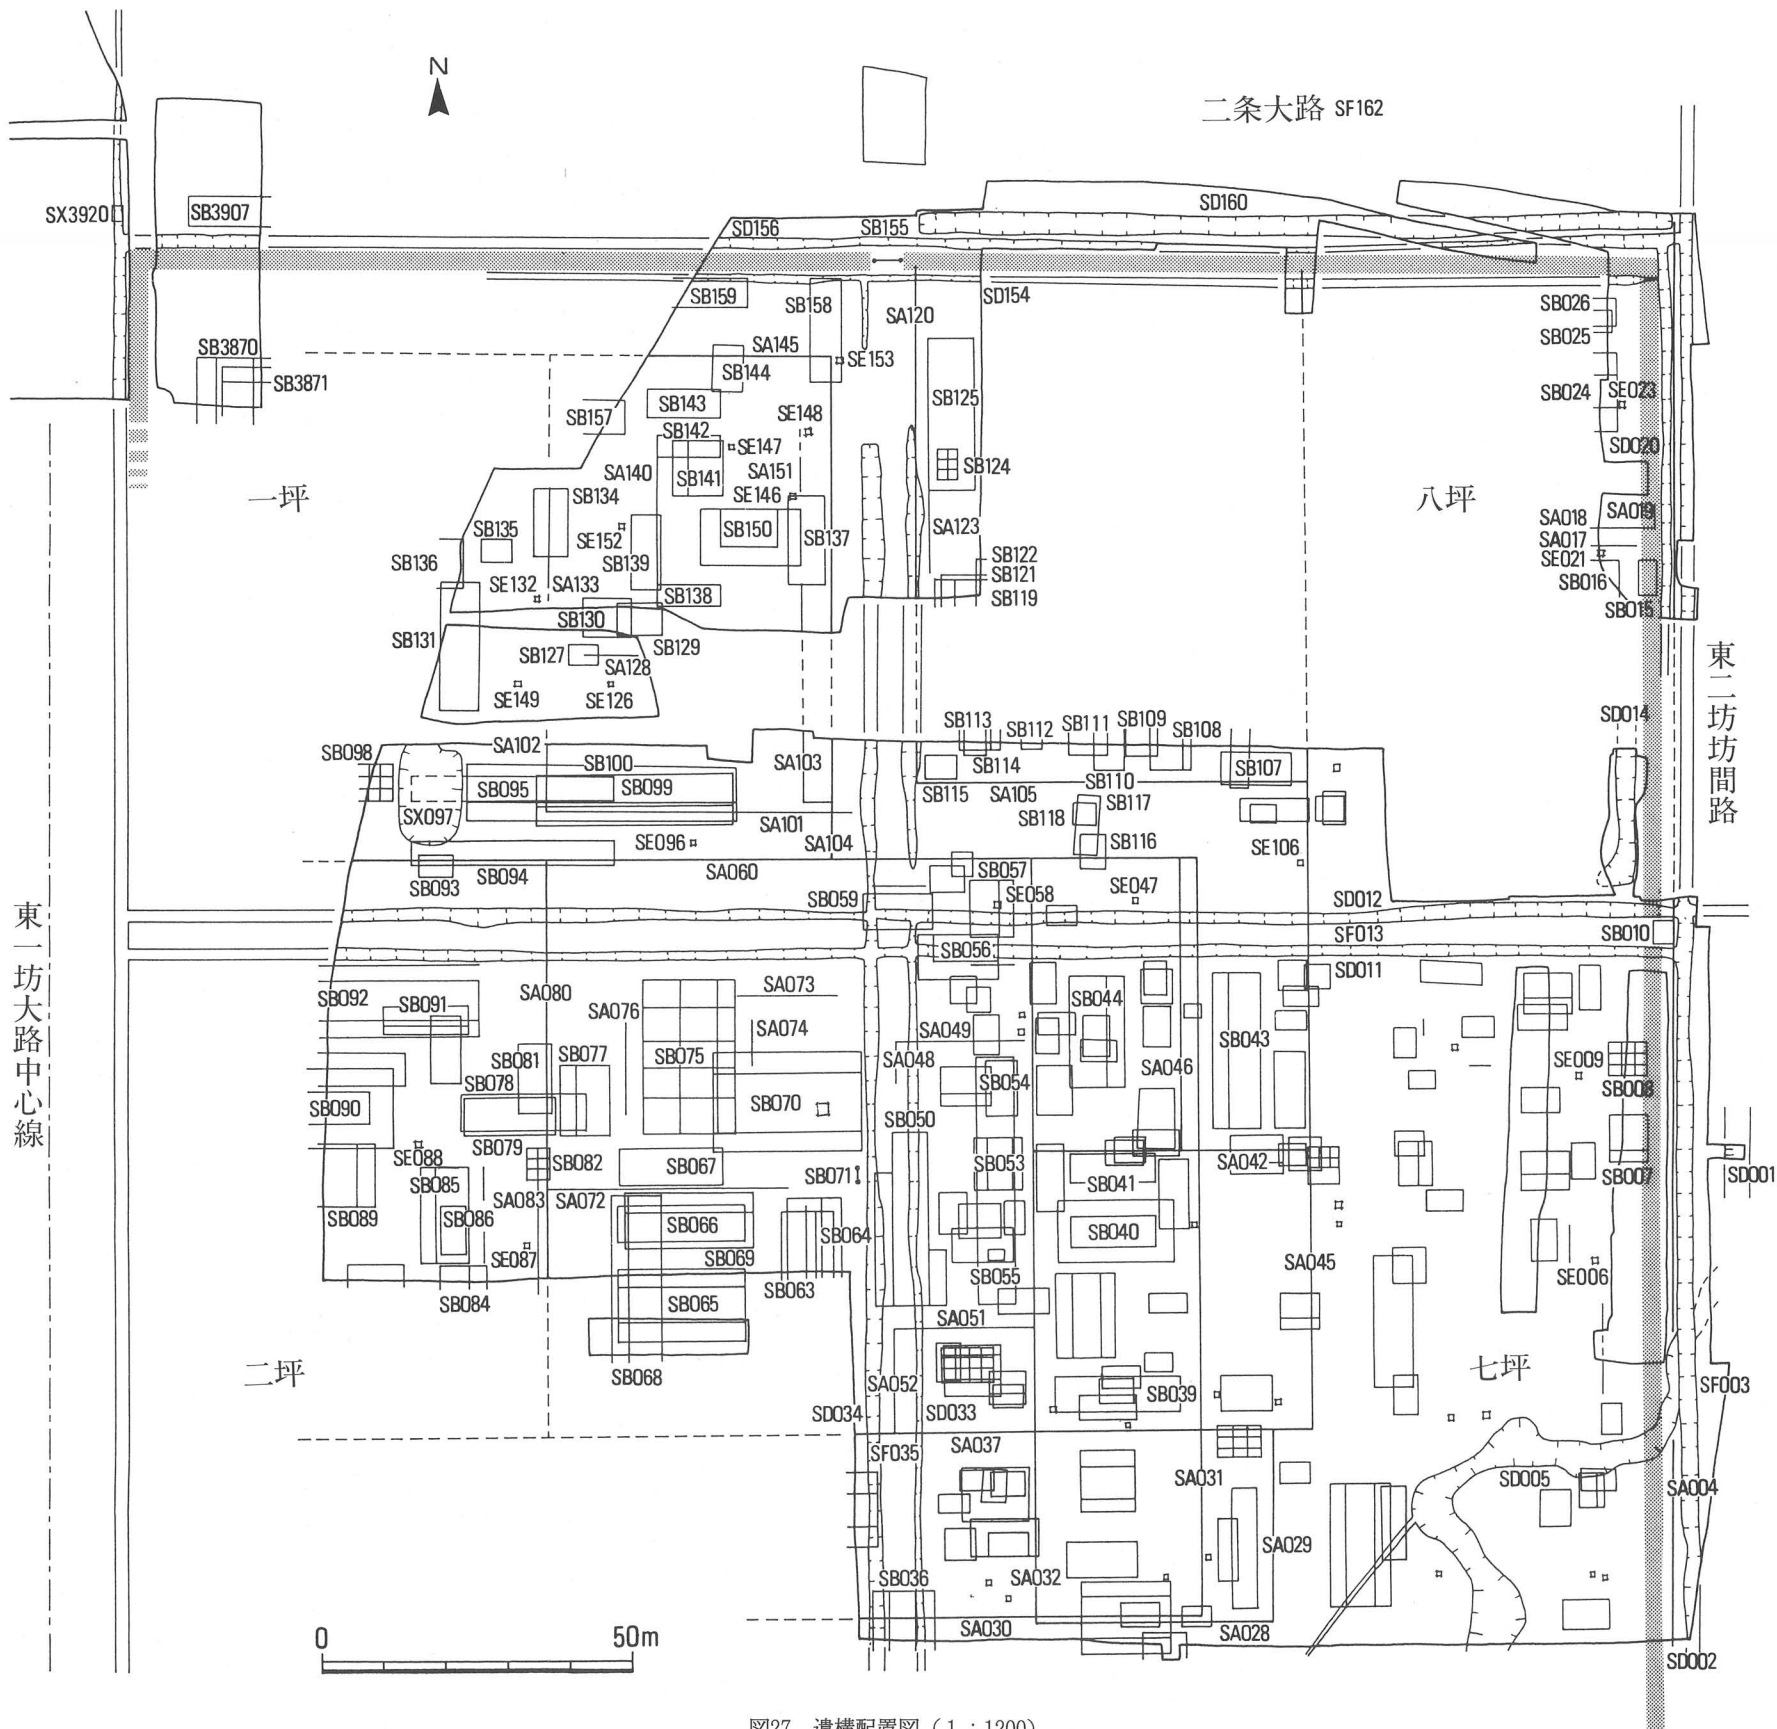 N
二条大路 SF162
SX3920
SB3907
SD160
SD156
SB155
SB159
SB158
SA120
SD154
SB026
SB025
SB3870
SB3871
SA145
SE153
SB144
SB125
SB024
SE023
SB157
SB143
SE148
SB142
SE147
SD020
SA140
SB141
SA151
SB124
一坪
SB134
SE146
八坪
SB135
SE152
SB150
SB137
SA123
SA018
SA019
SB136
SB139
SB122
SA017
SE132
SA133
SB121
SE021
SB138
SB119
SB016
SB015
SB130
SB131
SB129
SB127
SA128
SE149
SE126
東二坊坊間路
SB113
SB112
SB111
SB109
SB108
SD014
SB098
SA102
SB100
SA103
SB114
SB110
SB107
SB095
SB099
SB115
SA105
SB117
SX097
SA101
SB118
SE096
SA104
SB116
SE106
SB093
SB094
SA060
SB057
SE047
SB059
SE058
SD012
東一坊大路中心線
SF013
SB010
SB056
SD011
SB092
SB091
SA080
SA076
SA073
SB044
SA074
SA049
SB043
SB081
SB077
SB075
SA048
SA046
SE009
SB078
SB054
SB008
SB090
SB070
SB050
SB079
SE088
SB082
SB067
SB071
SB053
SA042
SB007
SD001
SB085
SA083
SA072
SB041
SB089
SB086
SB066
SB064
SB040
SE087
SB069
SA045
SE006
SB084
SB065
SB063
SB055
SA051
二坪
SB068
SA052
SB039
七坪
SF003
SD034
SD033
SF035
SA037
SA031
SD005
SA004
SA029
SB036
SA032
SA030
SA028
SD002
0 50m
図27 遺構配置図（1：1200）